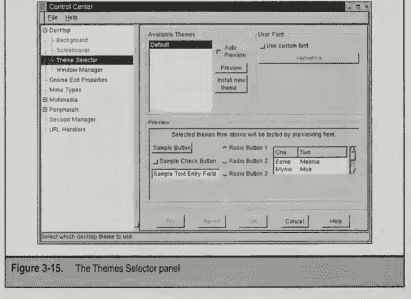 Control Center
File Help
Desktop
Background
Screensaver
Theme Selector
Window Manager
Gnome Edit Properties
Mime Types
Multimedia
Peripherals
Session Manager
URL Handlers
Available Themes
Default
Auto Preview
Preview
Install new theme
User Font
Use custom font
Helvetica
Preview
Selected themes from above will be tested by previewing here.
Sample Button
Radio Button 1
One Two
Sample Check Button
Radio Button 2
Eenie Meenie
Sample Text Entry Field
Radio Button 3
Mynie Moe
Try Revert OK Cancel Help
Select which desktop theme to use.
Figure 3-15. The Themes Selector panel